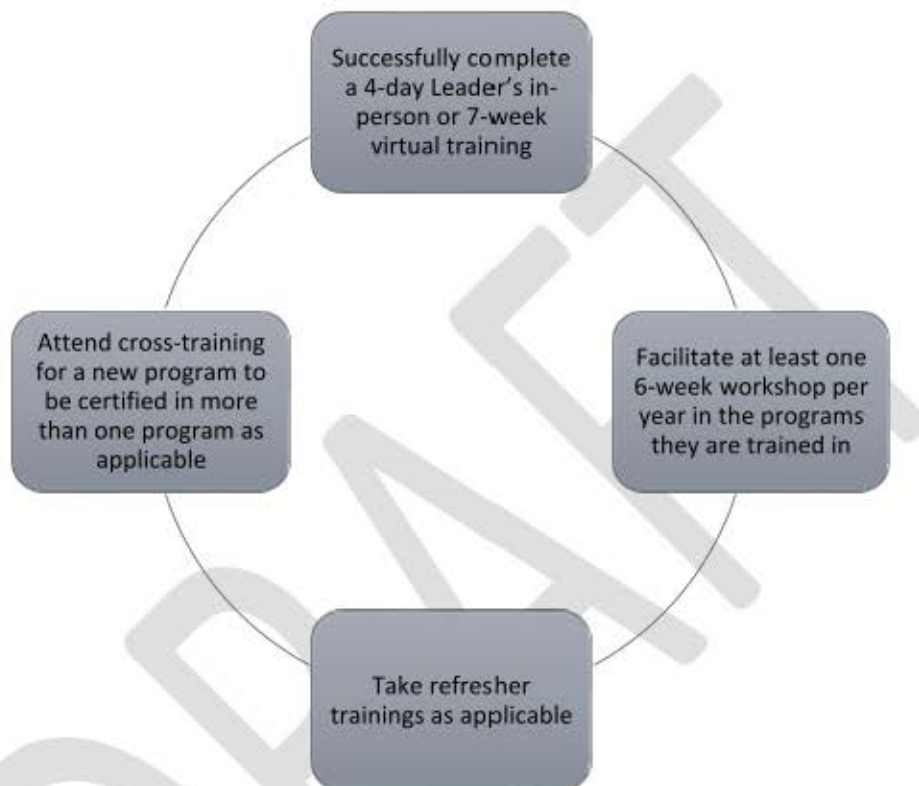 Successfully complete
a 4-day Leader's in-
person or 7-week
virtual training
Attend cross-training
for a new program to
be certified in more
than one program as
applicable
Facilitate at least one
6-week workshop per
year in the programs
they are trained in
Take refresher
trainings as applicable
DRAFT